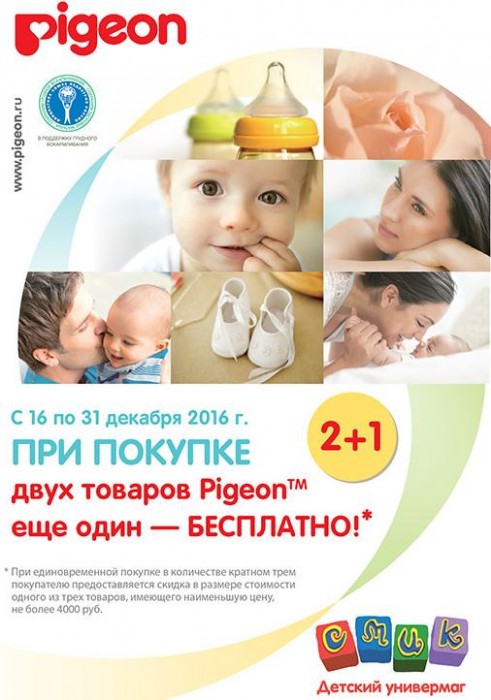 pigeon
www.pigeon.ru
В ПОДДЕРЖКУ ГРУДНОГО
ВСКАРМЛИВАНИЯ
С 16 по 31 декабря 2016 г.
ПРИ ПОКУПКЕ
двух товаров Pigeon™
еще один — БЕСПЛАТНО!*
2+1
* При единовременной покупке в количестве кратном трем
покупателю предоставляется скидка в размере стоимости
одного из трех товаров, имеющего наименьшую цену,
не более 4000 руб.
СМИК
Детский универмаг